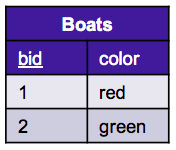 Boats
bid color
1 red
2 green